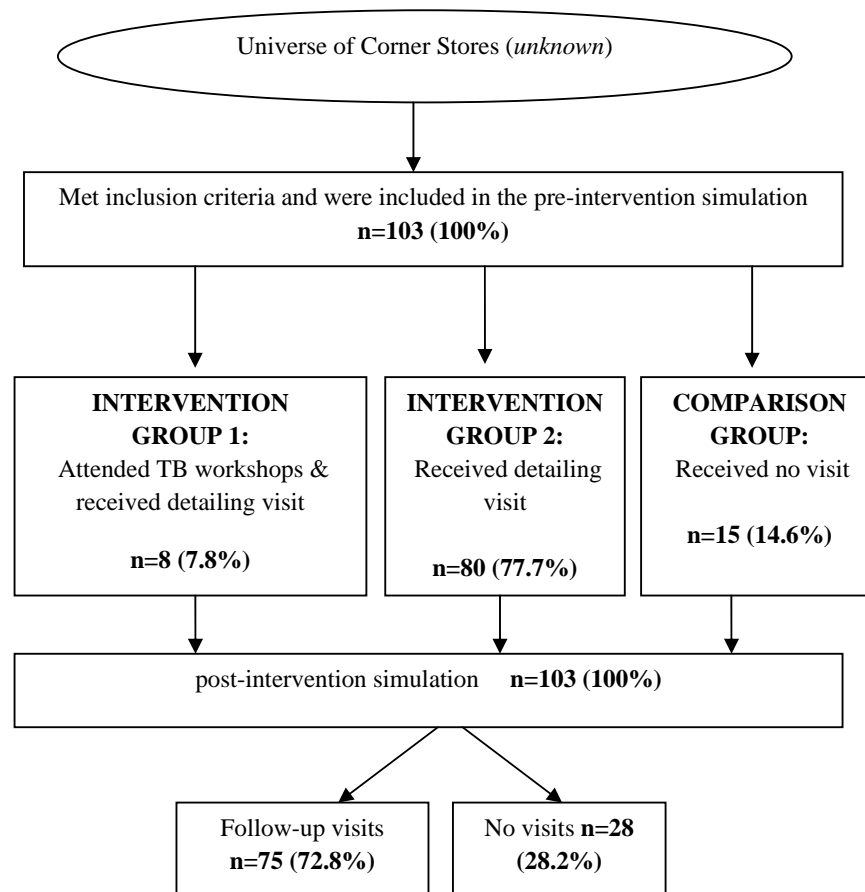 Universe of Corner Stores (unknown)
Met inclusion criteria and were included in the pre-intervention simulation
n=103 (100%)
INTERVENTION
GROUP 1:
Attended TB workshops &
received detailing visit
n=8 (7.8%)
INTERVENTION
GROUP 2:
Received detailing
visit
n=80 (77.7%)
COMPARISON
GROUP:
Received no visit
n=15 (14.6%)
post-intervention simulation n=103 (100%)
Follow-up visits
n=75 (72.8%)
No visits n=28
(28.2%)